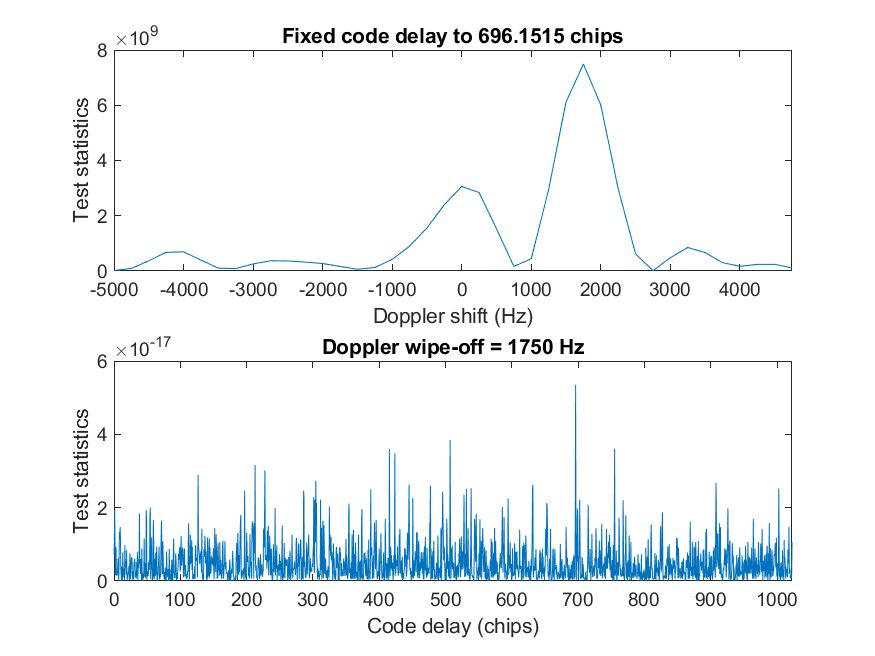 ×10^9
Fixed code delay to 696.1515 chips
8
6
4
2
0
Test statistics
-5000 -4000 -3000 -2000 -1000 0 1000 2000 3000 4000
Doppler shift (Hz)
×10^-17
Doppler wipe-off = 1750 Hz
6
4
2
0
Test statistics
0 100 200 300 400 500 600 700 800 900 1000
Code delay (chips)